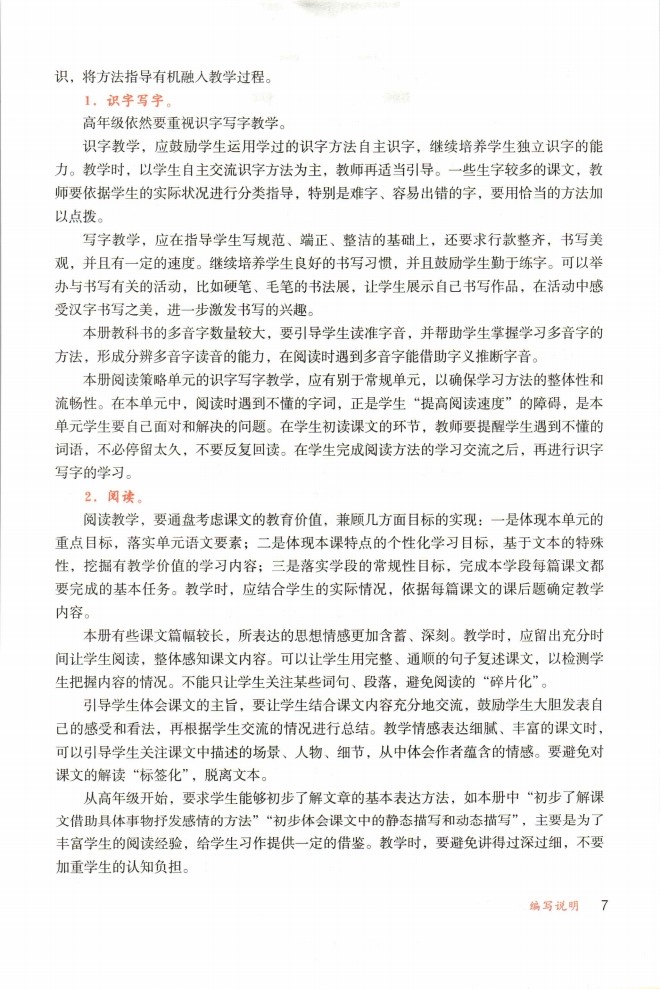 识，将方法指导有机融入教学过程。
1．识字写字。
高年级依然要重视识字写字教学。
识字教学，应鼓励学生运用学过的识字方法自主识字，继续培养学生独立识字的能
力。教学时，以学生自主交流识字方法为主，教师再适当引导。一些生字较多的课文，教
师要依据学生的实际状况进行分类指导，特别是难字、容易出错的字，要用恰当的方法加
以点拨。
写字教学，应在指导学生写规范、端正、整洁的基础上，还要求行款整齐，书写美
观，并且有一定的速度。继续培养学生良好的书写习惯，并且鼓励学生勤于练字。可以举
办与书写有关的活动，比如硬笔、毛笔的书法展，让学生展示自己书写作品，在活动中感
受汉字书写之美，进一步激发书写的兴趣。
本册教科书的多音字数量较大，要引导学生读准字音，并帮助学生掌握学习多音字的
方法，形成分辨多音字读音的能力，在阅读时遇到多音字能借助字义推断字音。
本册阅读策略单元的识字写字教学，应有别于常规单元，以确保学习方法的整体性和
流畅性。在本单元中，阅读时遇到不懂的字词，正是学生“提高阅读速度”的障碍，是本
单元学生要自己面对和解决的问题。在学生初读课文的环节，教师要提醒学生遇到不懂的
词语，不必停留太久，不要反复回读。在学生完成阅读方法的学习交流之后，再进行识字
写字的学习。
2．阅读。
阅读教学，要通盘考虑课文的教育价值，兼顾几方面目标的实现：一是体现本单元的
重点目标，落实单元语文要素；二是体现本课特点的个性化学习目标，基于文本的特殊
性，挖掘有教学价值的学习内容；三是落实学段的常规性目标，完成本学段每篇课文都
要完成的基本任务。教学时，应结合学生的实际情况，依据每篇课文的课后题确定教学
内容。
本册有些课文篇幅较长，所表达的思想情感更加含蓄、深刻。教学时，应留出充分时
间让学生阅读，整体感知课文内容。可以让学生用完整、通顺的句子复述课文，以检测学
生把握内容的情况。不能只让学生关注某些词句、段落，避免阅读的“碎片化”。
引导学生体会课文的主旨，要让学生结合课文内容充分地交流，鼓励学生大胆发表自
己的感受和看法，再根据学生交流的情况进行总结。教学情感表达细腻、丰富的课文时，
可以引导学生关注课文中描述的场景、人物、细节，从中体会作者蕴含的情感。要避免对
课文的解读“标签化”，脱离文本。
从高年级开始，要求学生能够初步了解文章的基本表达方法，如本册中“初步了解课
文借助具体事物抒发感情的方法”“初步体会课文中的静态描写和动态描写”，主要是为了
丰富学生的阅读经验，给学生习作提供一定的借鉴。教学时，要避免讲得过深过细，不要
加重学生的认知负担。
编写说明 7